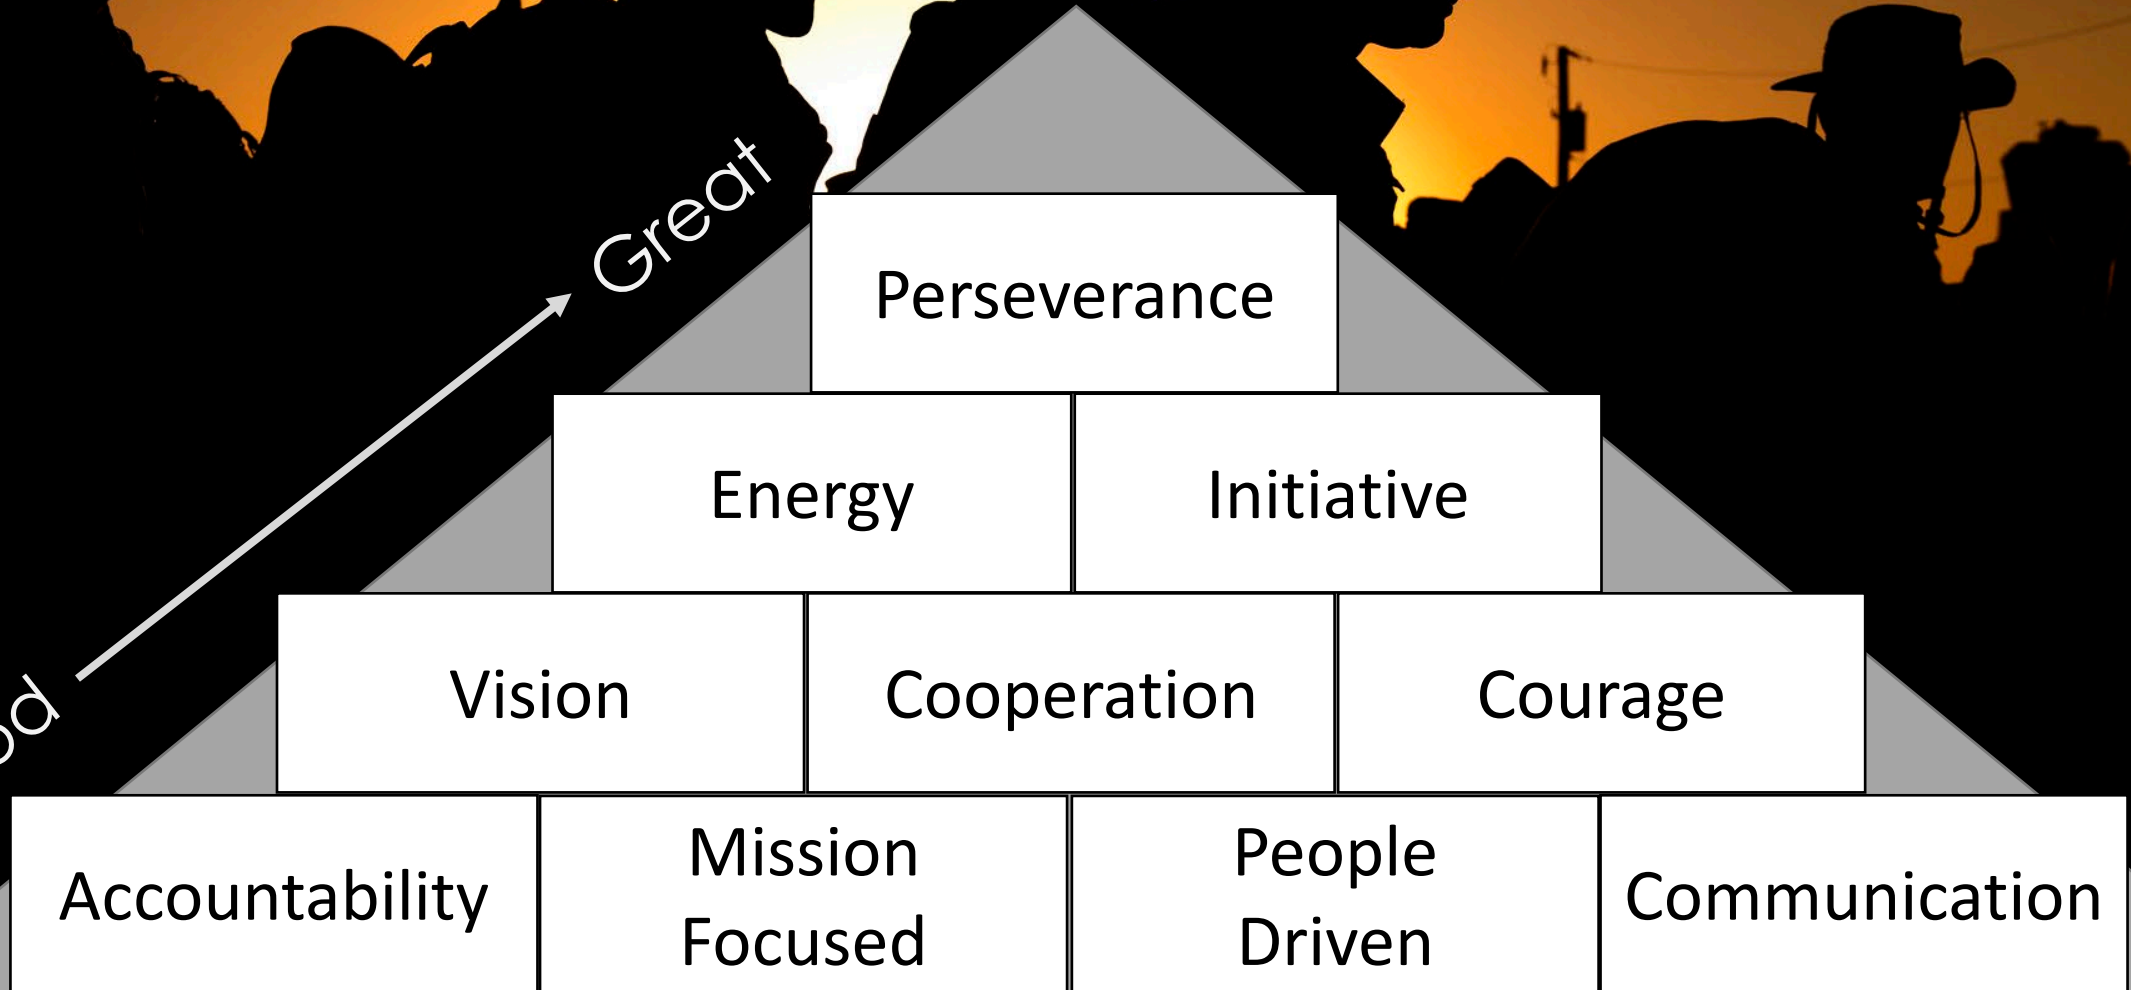 Great
Perseverance
Energy
Initiative
Vision
Cooperation
Courage
Accountability
Mission
Focused
People
Driven
Communication